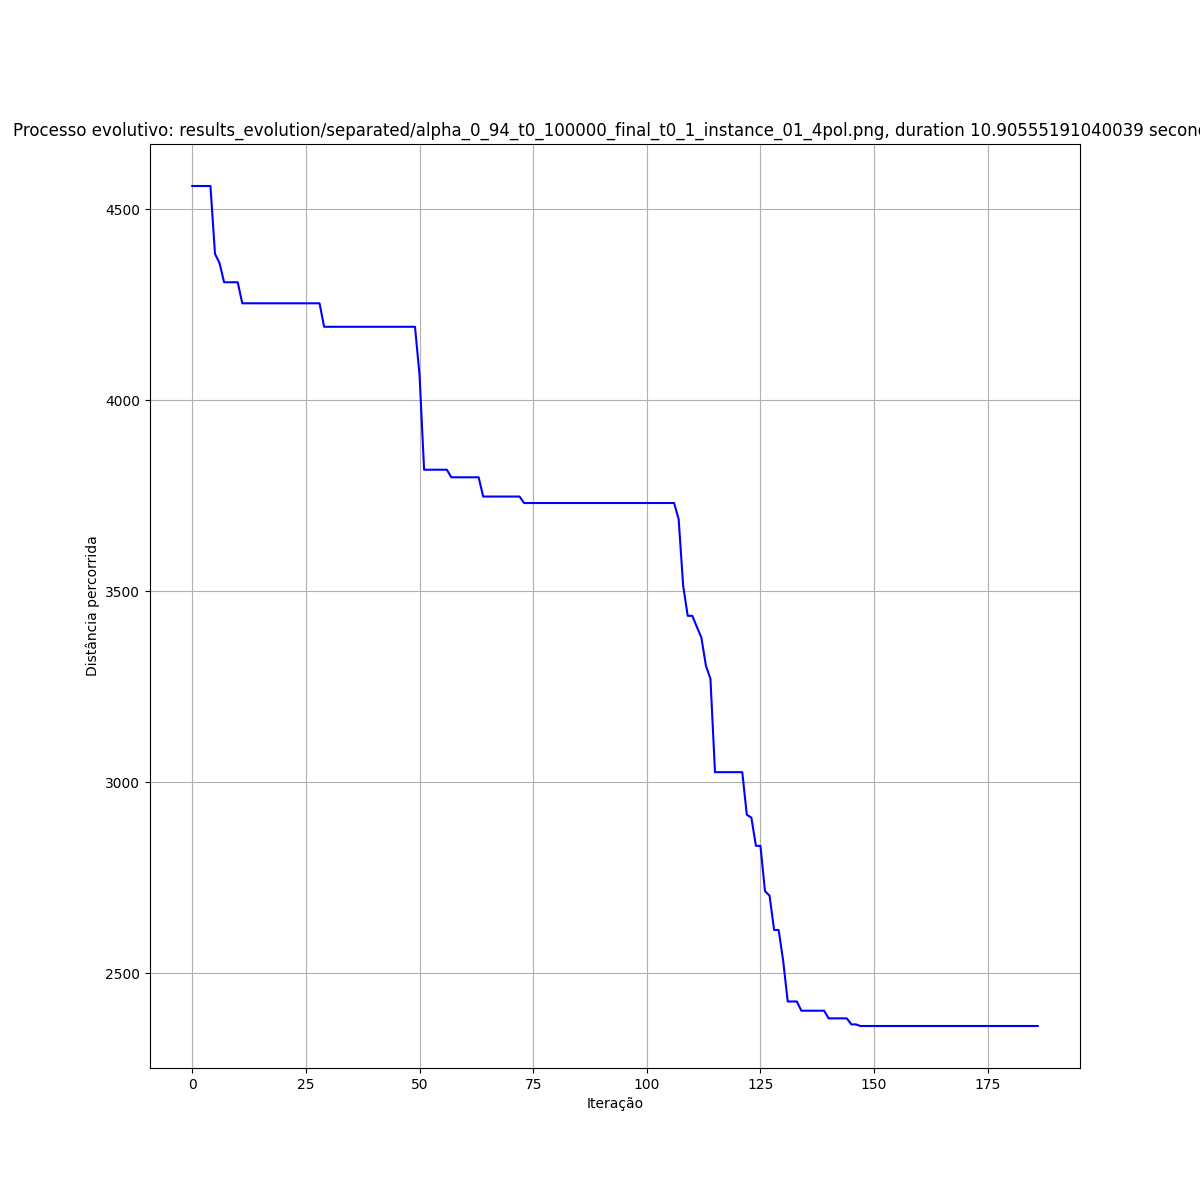 Processo evolutivo: results_evolution/separated/alpha_0_94_t0_100000_final_t0_1_instance_01_4pol.png, duration 10.90555191040039
4500
4000
3500
3000
2500
Distância percorrida
0 25 50 75 100 125 150 175
Iteração